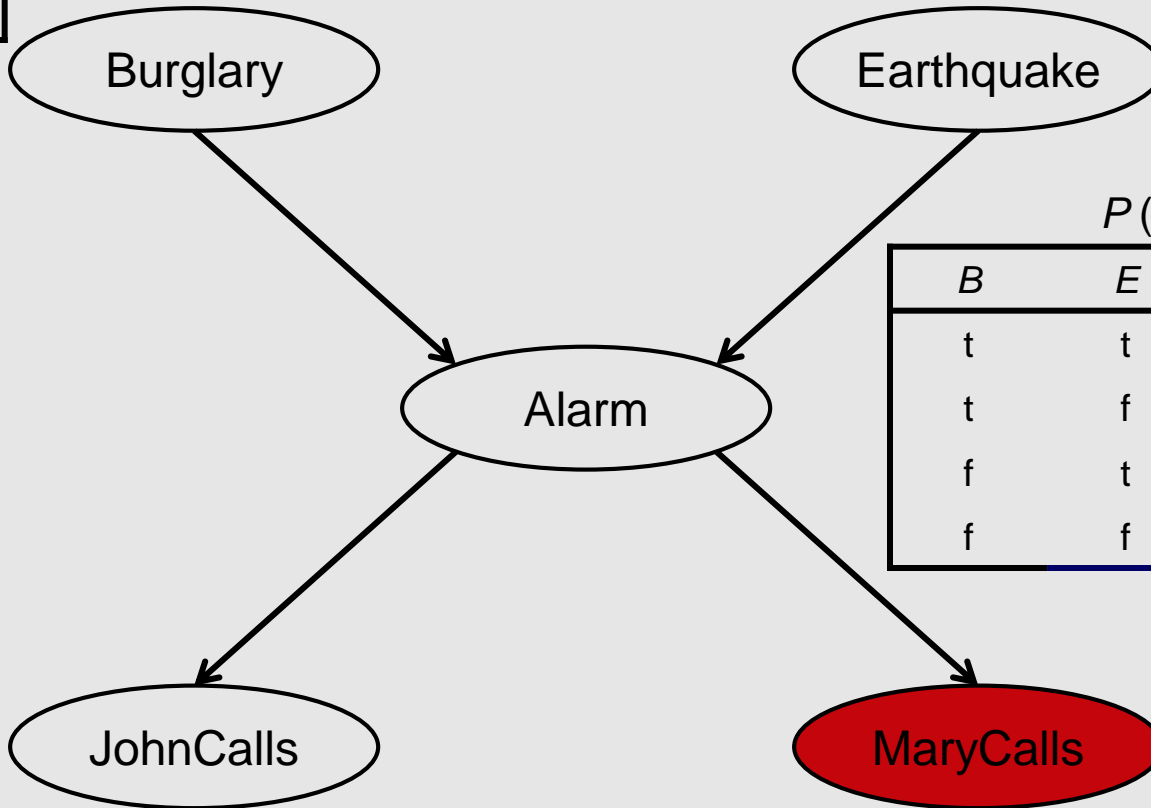 Burglary
Earthquake
P (
B E
t t
Alarm
t f
f t
f f
JohnCalls
MaryCalls